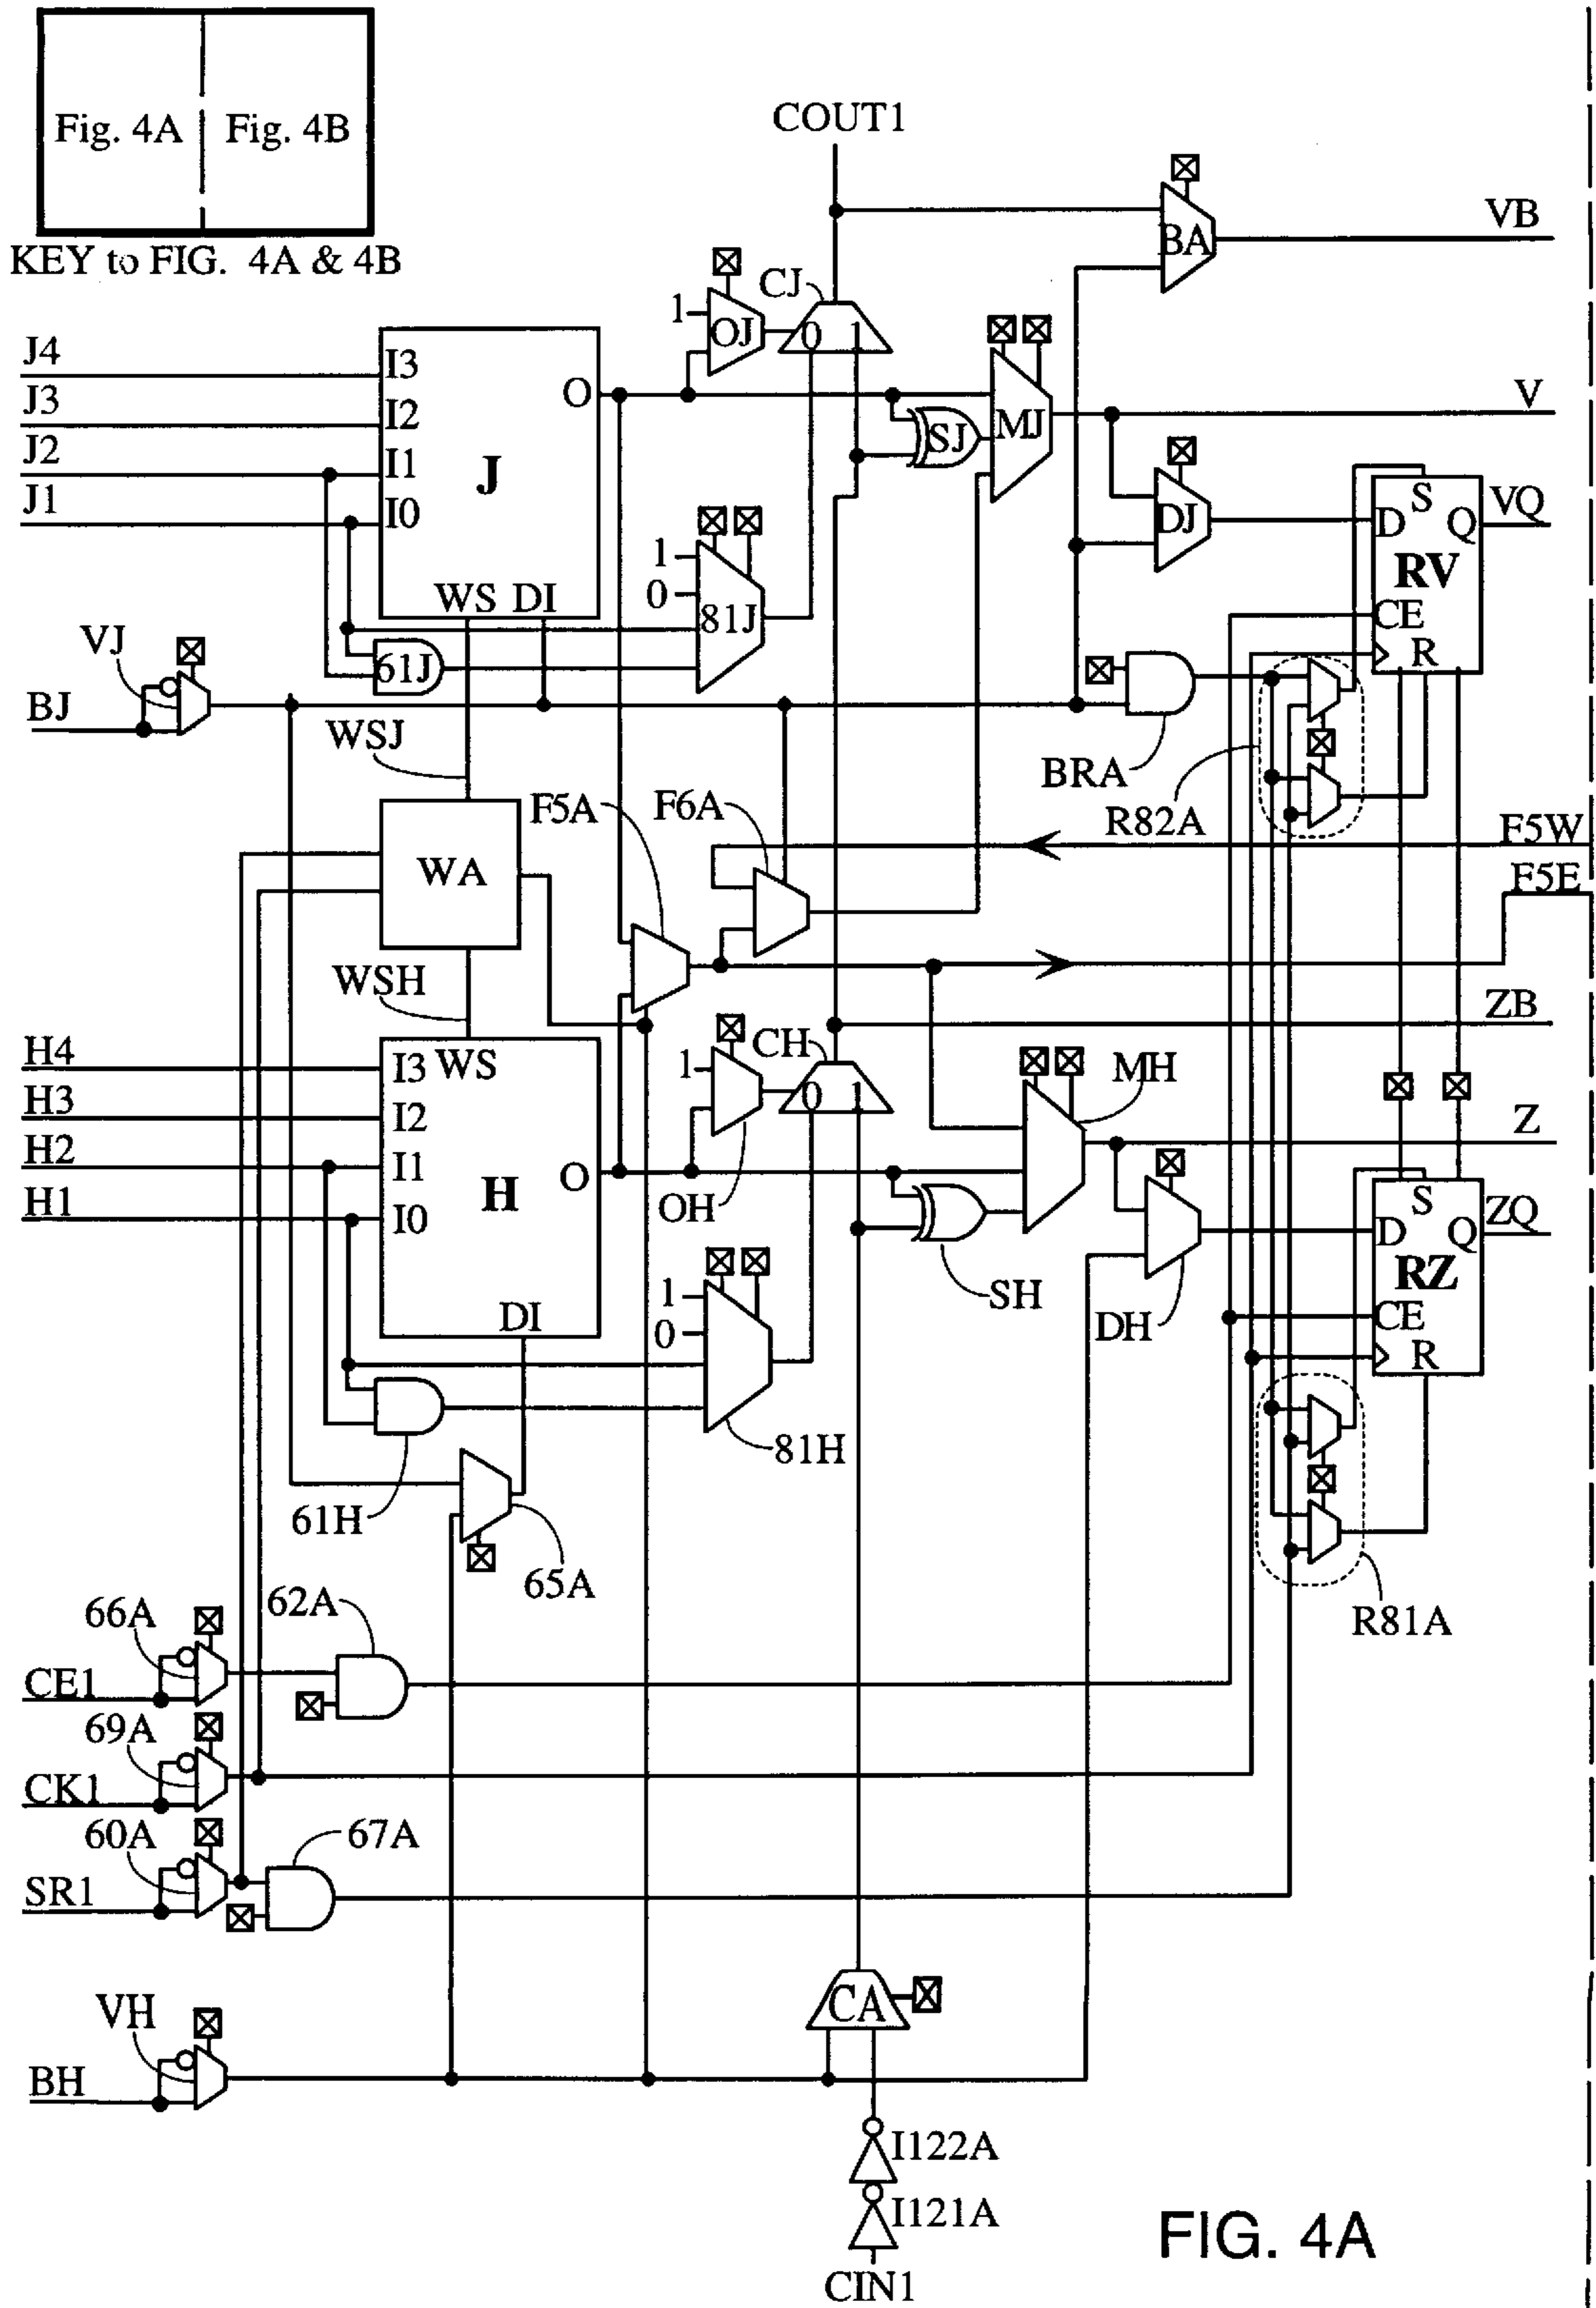 Fig. 4A Fig. 4B
KEY to FIG. 4A & 4B
COUT1
BA
VB
CJ
1
OJ
0 1
J4
J3
J2
J1
I3
I2
I1
I0
O
J
WS DI
SJ
MJ
V
DJ
S
D
Q
VQ
RV
CE
R
1
0
81J
61J
VJ
BJ
WSJ
BRA
R82A
F5A
F6A
F5W
F5E
WA
WSH
ZB
H4
H3
H2
H1
I3 WS
I2
I1
I0
O
H
DI
1
OH
CH
0 1
MH
Z
SH
DH
S
D
Q
ZQ
RZ
CE
R
1
0
81H
61H
65A
R81A
66A
62A
CE1
69A
CK1
60A
67A
SR1
VH
BH
CA
I122A
I121A
CIN1
FIG. 4A